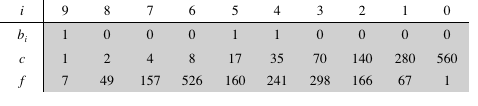 i 9 8 7 6 5 4 3 2 1 0
bᵢ 1 0 0 0 1 1 0 0 0 0
c 1 2 4 8 17 35 70 140 280 560
f 7 49 157 526 160 241 298 166 67 1